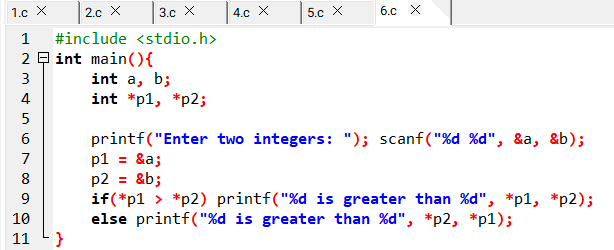 1.c × 2.c × 3.c × 4.c × 5.c × 6.c ×
1 #include <stdio.h>
2 int main(){
3     int a, b;
4     int *p1, *p2;
5
6     printf("Enter two integers: "); scanf("%d %d", &a, &b);
7     p1 = &a;
8     p2 = &b;
9     if(*p1 > *p2) printf("%d is greater than %d", *p1, *p2);
10     else printf("%d is greater than %d", *p2, *p1);
11 }